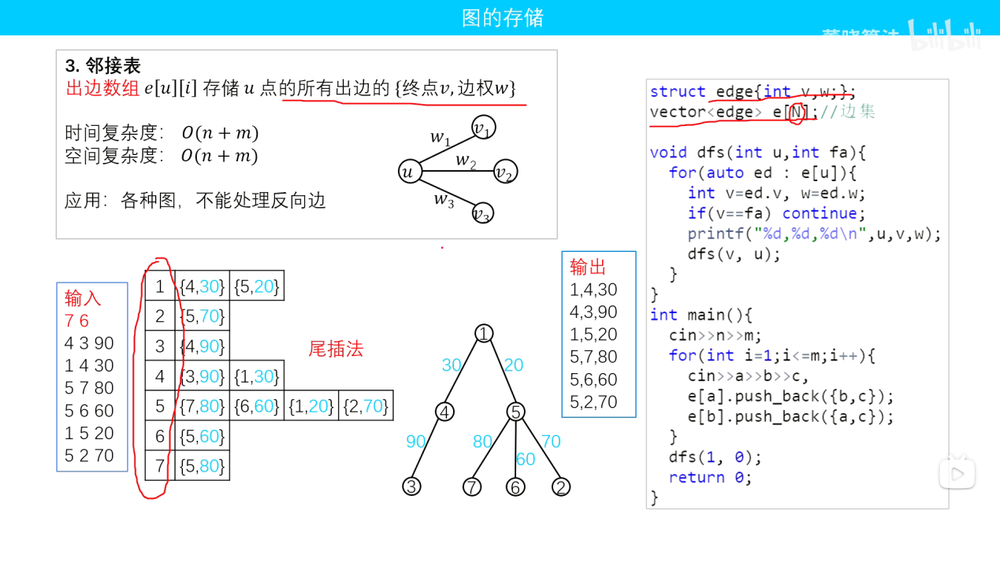 图的存储
董晓算法 bilibili
3. 邻接表
出边数组 e[u][i] 存储 u 点的所有出边的 {终点v,边权w}
时间复杂度： O(n + m)
空间复杂度： O(n + m)
应用：各种图，不能处理反向边
u
w1
w2
w3
v1
v2
v3
输入
7 6
4 3 90
1 4 30
5 7 80
5 6 60
1 5 20
5 2 70
1 {4,30} {5,20}
2 {5,70}
3 {4,90}
4 {3,90} {1,30}
5 {7,80} {6,60} {1,20} {2,70}
6 {5,60}
7 {5,80}
尾插法
1
30 20
4 5
90 80 60 70
3 7 6 2
输出
1,4,30
4,3,90
1,5,20
5,7,80
5,6,60
5,2,70
struct edge{int v,w;};
vector<edge> e[N];//边集
void dfs(int u,int fa){
for(auto ed : e[u]){
int v=ed.v, w=ed.w;
if(v==fa) continue;
printf("%d,%d,%d\n",u,v,w);
dfs(v, u);
}
}
int main(){
cin>>n>>m;
for(int i=1;i<=m;i++){
cin>>a>>b>>c,
e[a].push_back({b,c});
e[b].push_back({a,c});
}
dfs(1, 0);
return 0;
}